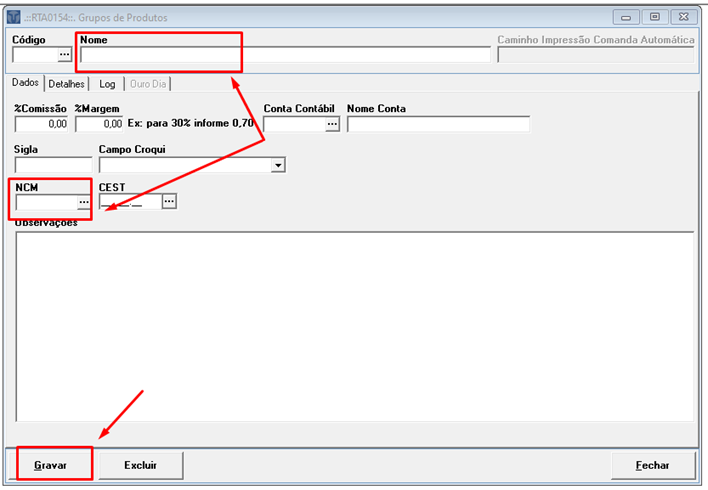 .::RTA0154::. Grupos de Produtos
Código Nome Caminho Impressão Comanda Automática
...
Dados Detalhes Log Ouro Dia
%Comissão %Margem Conta Contábil Nome Conta
0,00 0,00 Ex: para 30% informe 0,70 ...
Sigla Campo Croqui
NCM CEST
... __.___.__ ...
Observações
Gravar Excluir Fechar